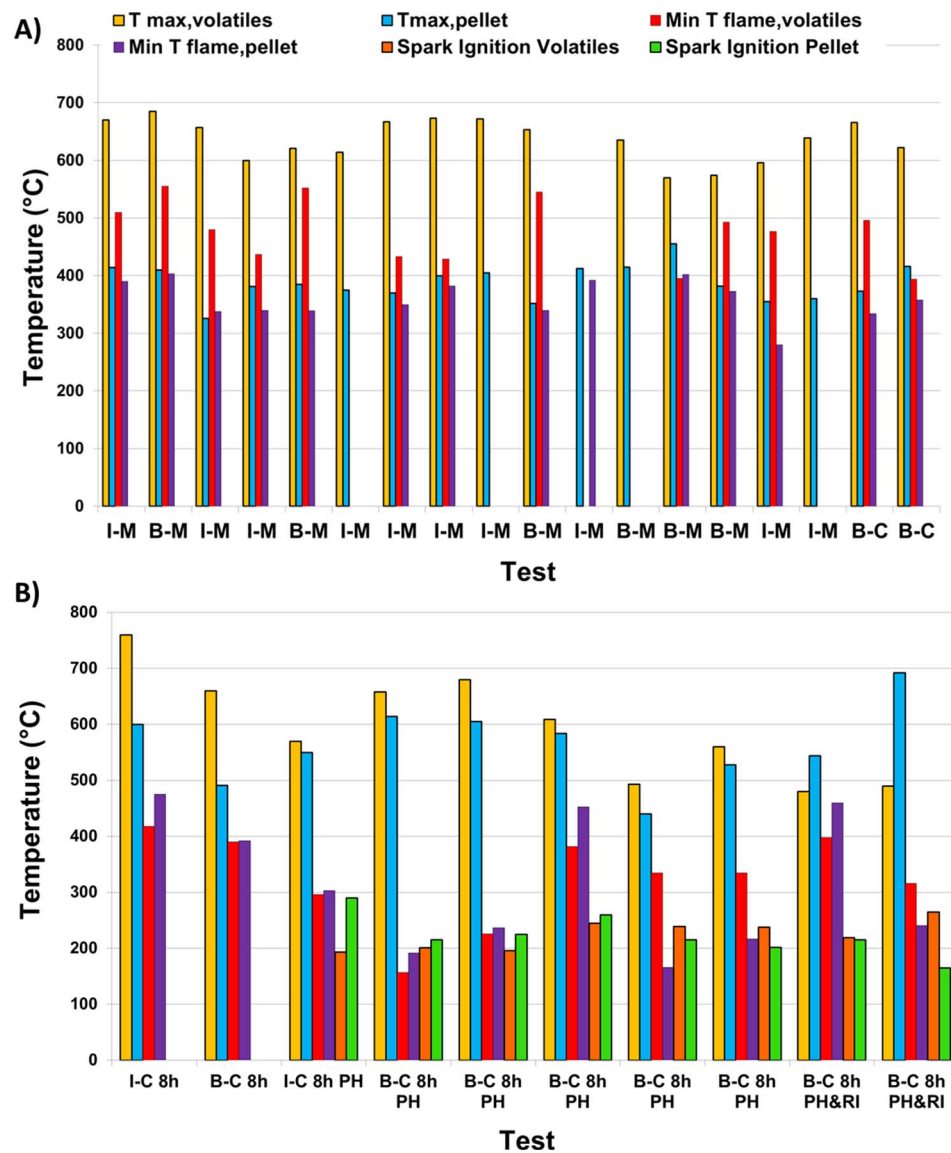 A)
T max,volatiles Tmax,pellet Min T flame,volatiles
Min T flame,pellet Spark Ignition Volatiles Spark Ignition Pellet
800
700
600
500
400
300
200
100
0
Temperature (°C)
I-M B-M I-M I-M B-M I-M I-M I-M I-M B-M I-M B-M B-M B-M I-M I-M B-C B-C
Test
B)
800
700
600
500
400
300
200
100
0
Temperature (°C)
I-C 8h B-C 8h I-C 8h PH B-C 8h B-C 8h B-C 8h B-C 8h B-C 8h B-C 8h B-C 8h
PH PH PH PH PH PH&RI PH&RI
Test